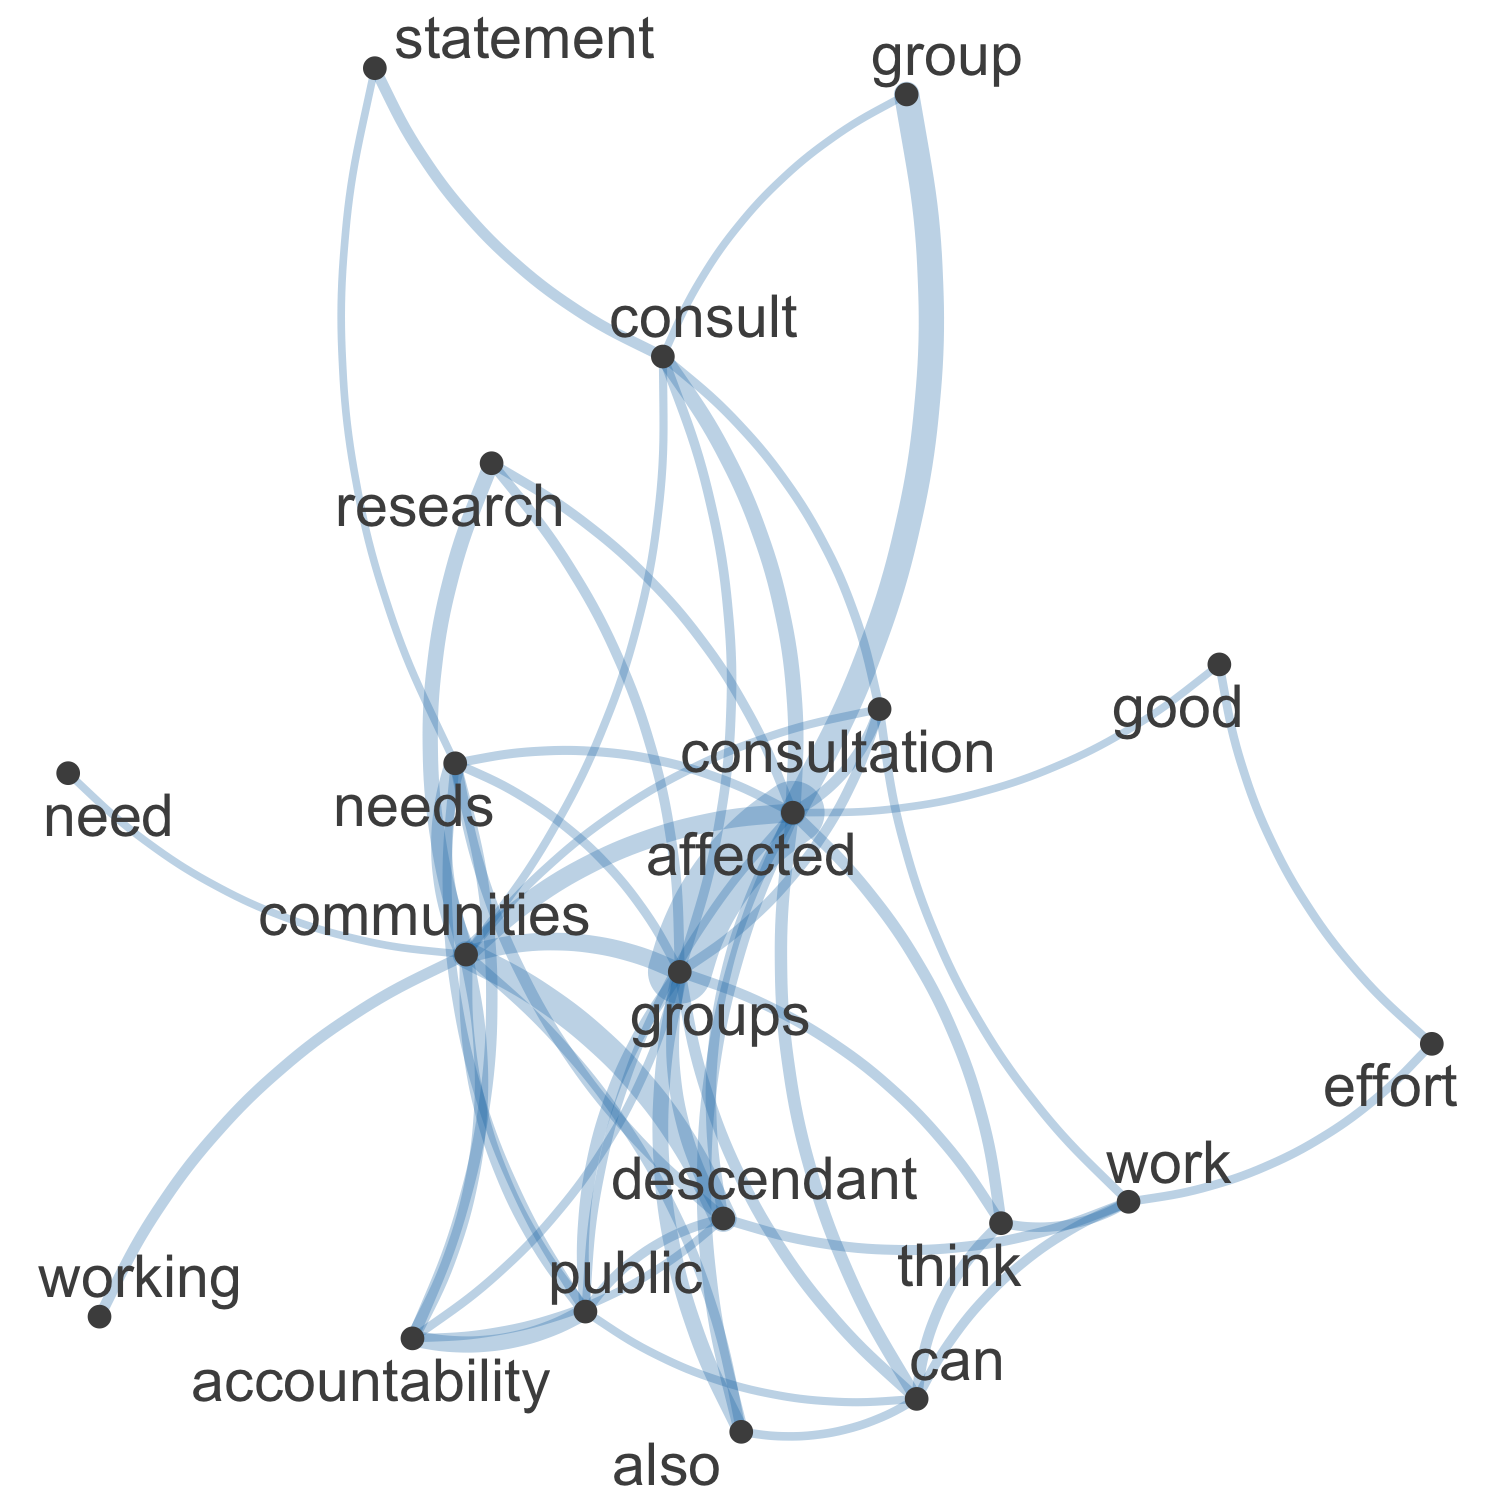 statement
group
consult
research
good
consultation
need
needs
affected
communities
groups
effort
work
descendant
think
public
working
can
accountability
also